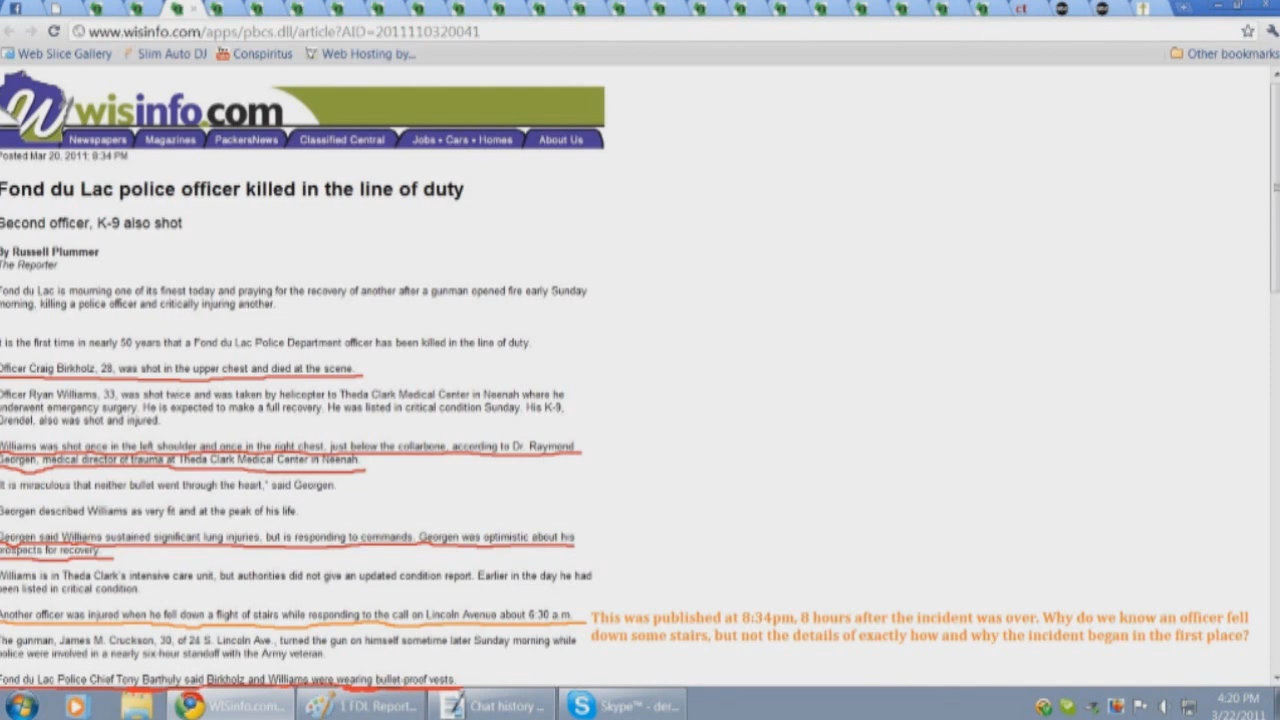 www.wisinfo.com/apps/pbcs.dll/article?AID=2011110320041
Web Slice Gallery Slim Auto DJ Conspiritus Web Hosting by... Other bookmarks
W wisinfo.com
Newspapers Magazines PackersNews Classified Central Jobs • Cars • Homes About Us
Posted Mar 20, 2011; 8:34 PM
Fond du Lac police officer killed in the line of duty
Second officer, K-9 also shot
By Russell Plummer
The Reporter
Fond du Lac is mourning one of its finest today and praying for the recovery of another after a gunman opened fire early Sunday
morning, killing a police officer and critically injuring another.
It is the first time in nearly 50 years that a Fond du Lac Police Department officer has been killed in the line of duty.
Officer Craig Birkholz, 28, was shot in the upper chest and died at the scene.
Officer Ryan Williams, 33, was shot twice and was taken by helicopter to Theda Clark Medical Center in Neenah where he
underwent emergency surgery. He is expected to make a full recovery. He was listed in critical condition Sunday. His K-9,
Grendel, also was shot and injured.
Williams was shot once in the left shoulder and once in the right chest, just below the collarbone, according to Dr. Raymond
Georgen, medical director of trauma at Theda Clark Medical Center in Neenah.
"It is miraculous that neither bullet went through the heart," said Georgen.
Georgen described Williams as very fit and at the peak of his life.
Georgen said Williams sustained significant lung injuries, but is responding to commands. Georgen was optimistic about his
prospects for recovery.
Williams is in Theda Clark's intensive care unit, but authorities did not give an updated condition report. Earlier in the day he had
been listed in critical condition.
Another officer was injured when he fell down a flight of stairs while responding to the call on Lincoln Avenue about 6:30 a.m.
This was published at 8:34pm, 8 hours after the incident was over. Why do we know an officer fell
down some stairs, but not the details of exactly how and why the incident began in the first place?
The gunman, James M. Cruckson, 30, of 24 S. Lincoln Ave., turned the gun on himself sometime later Sunday morning while
police were involved in a nearly six-hour standoff with the Army veteran.
Fond du Lac Police Chief Tony Barthuly said Birkholz and Williams were wearing bullet-proof vests.
WISinfo.com... 1 FDL Report... Chat history ... Skype™ - der...
4:20 PM
3/22/2011